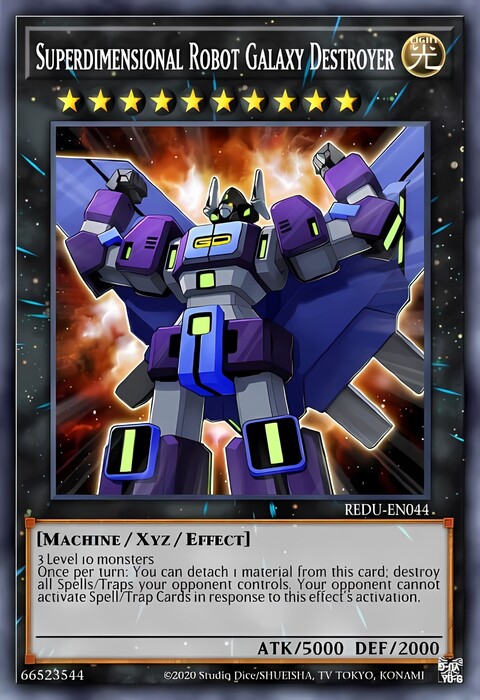 SUPERDIMENSIONAL ROBOT GALAXY DESTROYER
LIGHT
光
GD
REDU-EN044
[MACHINE / XYZ / EFFECT]
3 Level 10 monsters
Once per turn: You can detach 1 material from this card; destroy
all Spells/Traps your opponent controls. Your opponent cannot
activate Spell/Trap Cards in response to this effect's activation.
ATK/5000 DEF/2000
66523544
©2020 Studio Dice/SHUEISHA, TV TOKYO, KONAMI